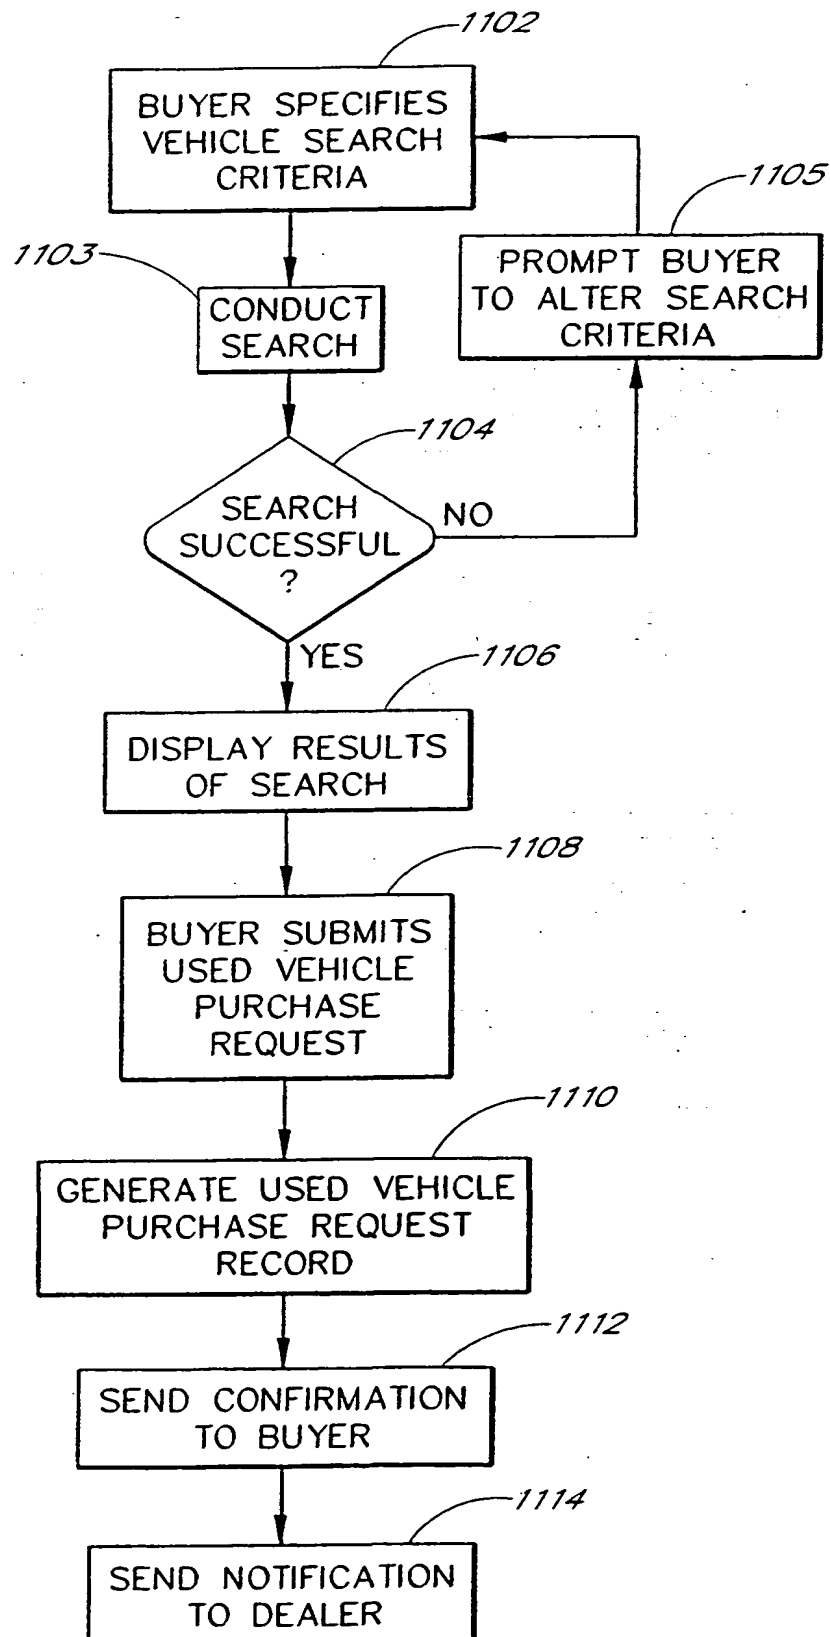 1102
BUYER SPECIFIES
VEHICLE SEARCH
CRITERIA
1105
PROMPT BUYER
TO ALTER SEARCH
CRITERIA
1103
CONDUCT
SEARCH
1104
SEARCH
SUCCESSFUL
?
NO
YES
1106
DISPLAY RESULTS
OF SEARCH
1108
BUYER SUBMITS
USED VEHICLE
PURCHASE
REQUEST
1110
GENERATE USED VEHICLE
PURCHASE REQUEST
RECORD
1112
SEND CONFIRMATION
TO BUYER
1114
SEND NOTIFICATION
TO DEALER